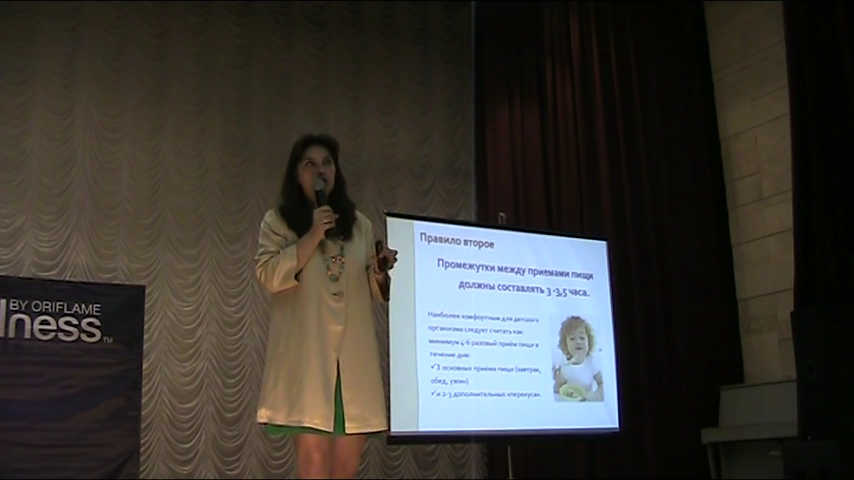 BY ORIFLAME
lness TM
Правило второе
Промежутки между приемами пищи
должны составлять 3 -3,5 часа.
Наиболее комфортным для детского
организма следует считать как
минимум 4-6 разовый приём пищи в
течение дня:
✓3 основных приёма пищи (завтрак,
обед, ужин)
✓и 2-3 дополнительных «перекуса».